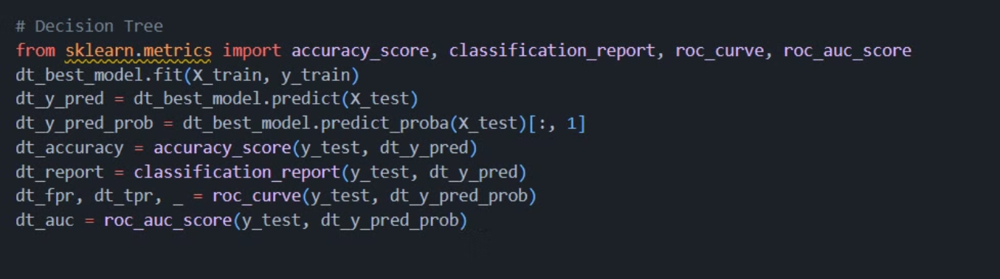 # Decision Tree
from sklearn.metrics import accuracy_score, classification_report, roc_curve, roc_auc_score
dt_best_model.fit(X_train, y_train)
dt_y_pred = dt_best_model.predict(X_test)
dt_y_pred_prob = dt_best_model.predict_proba(X_test)[:, 1]
dt_accuracy = accuracy_score(y_test, dt_y_pred)
dt_report = classification_report(y_test, dt_y_pred)
dt_fpr, dt_tpr, _ = roc_curve(y_test, dt_y_pred_prob)
dt_auc = roc_auc_score(y_test, dt_y_pred_prob)